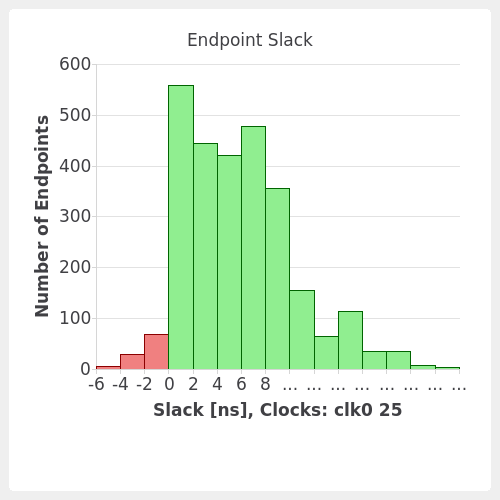 Endpoint Slack
600
500
400
300
200
100
0
Number of Endpoints
-6 -4 -2 0 2 4 6 8 ... ... ... ... ... ... ... ...
Slack [ns], Clocks: clk0 25